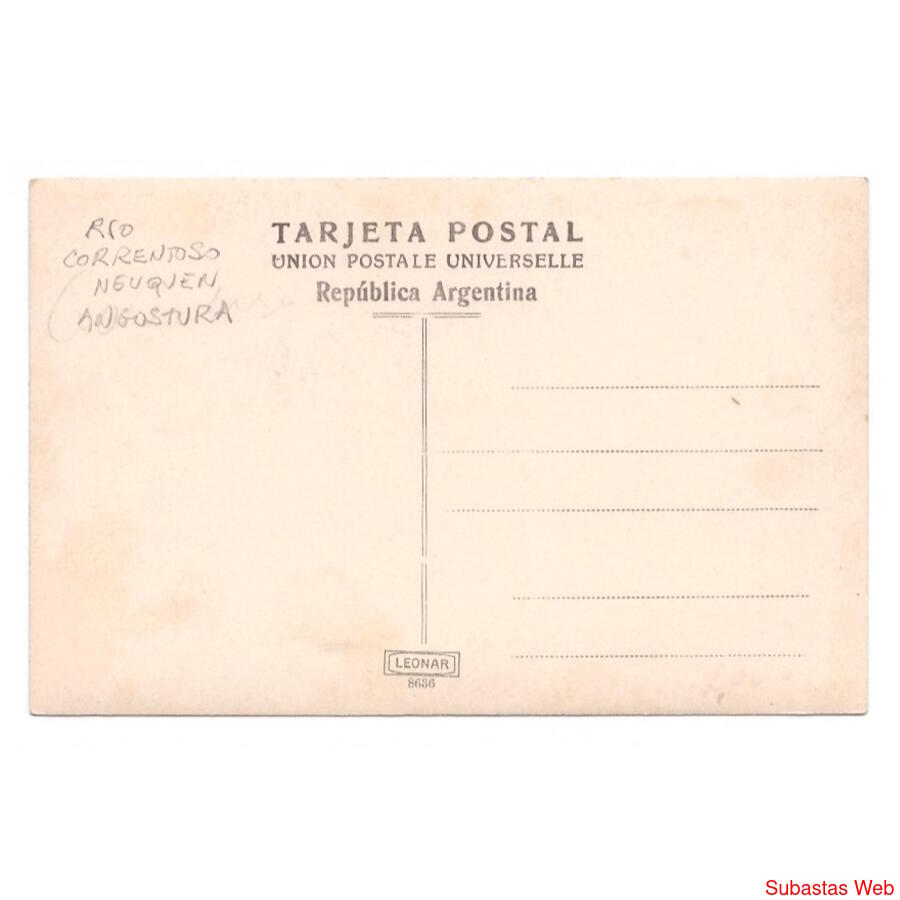 RIO
CORRENTOSO
NEUQUEN
ANGOSTURA
TARJETA POSTAL
UNION POSTALE UNIVERSELLE
República Argentina
LEONAR
8636
Subastas Web